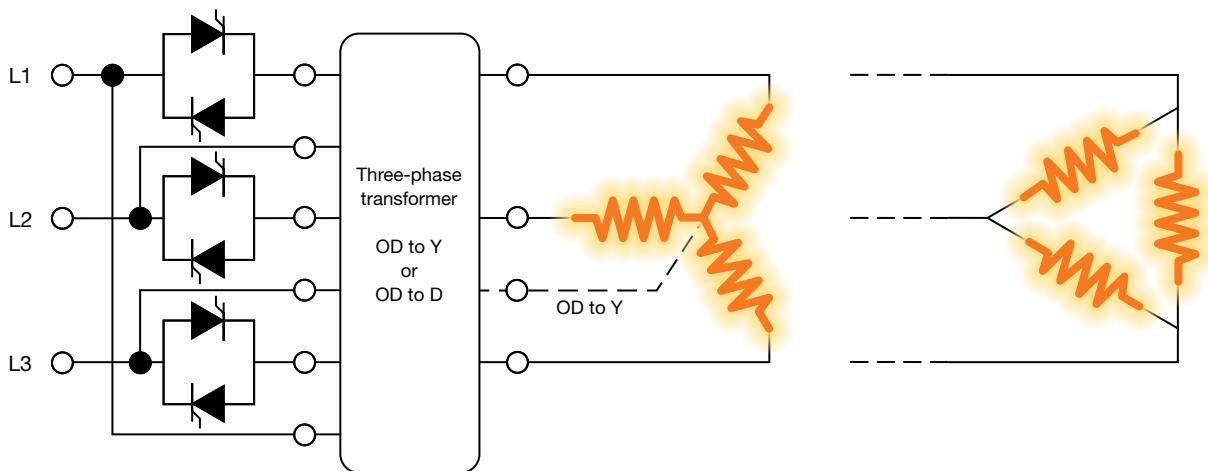 L1
L2
L3
Three-phase
transformer
OD to Y
or
OD to D
OD to Y